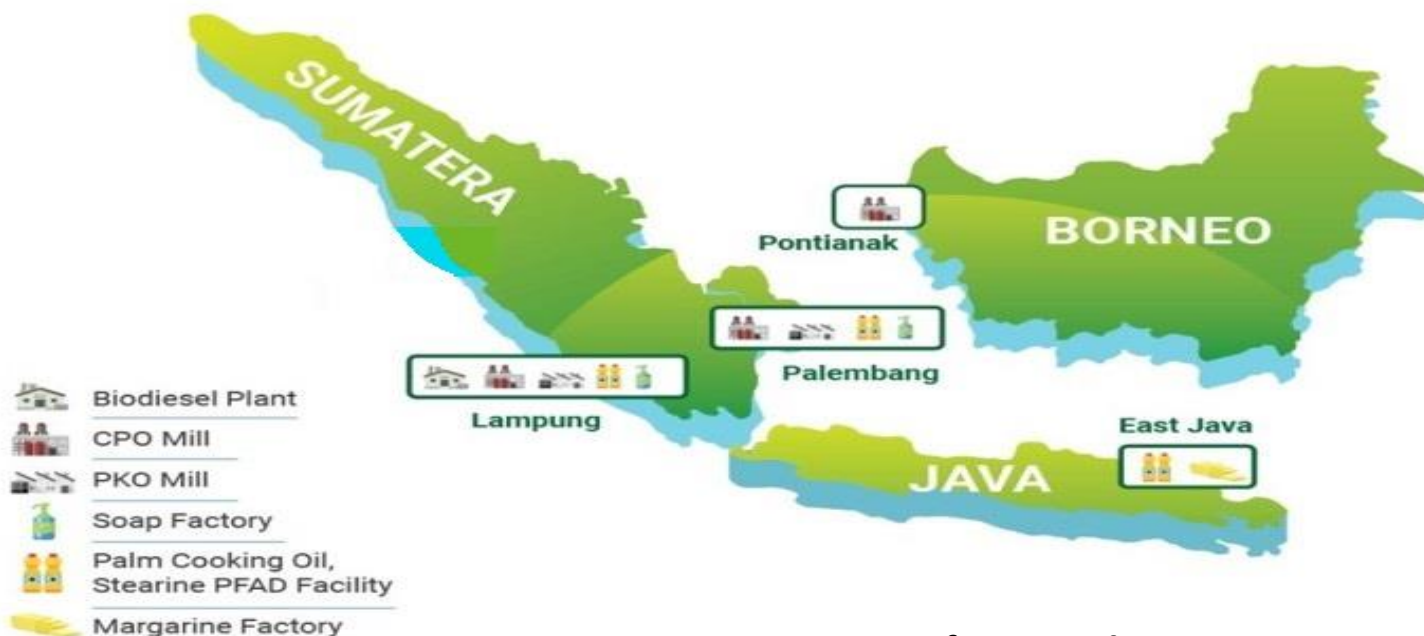 SUMATERA
BORNEO
Pontianak
Palembang
Lampung
East Java
JAVA
Biodiesel Plant
CPO Mill
PKO Mill
Soap Factory
Palm Cooking Oil,
Stearine PFAD Facility
Margarine Factory